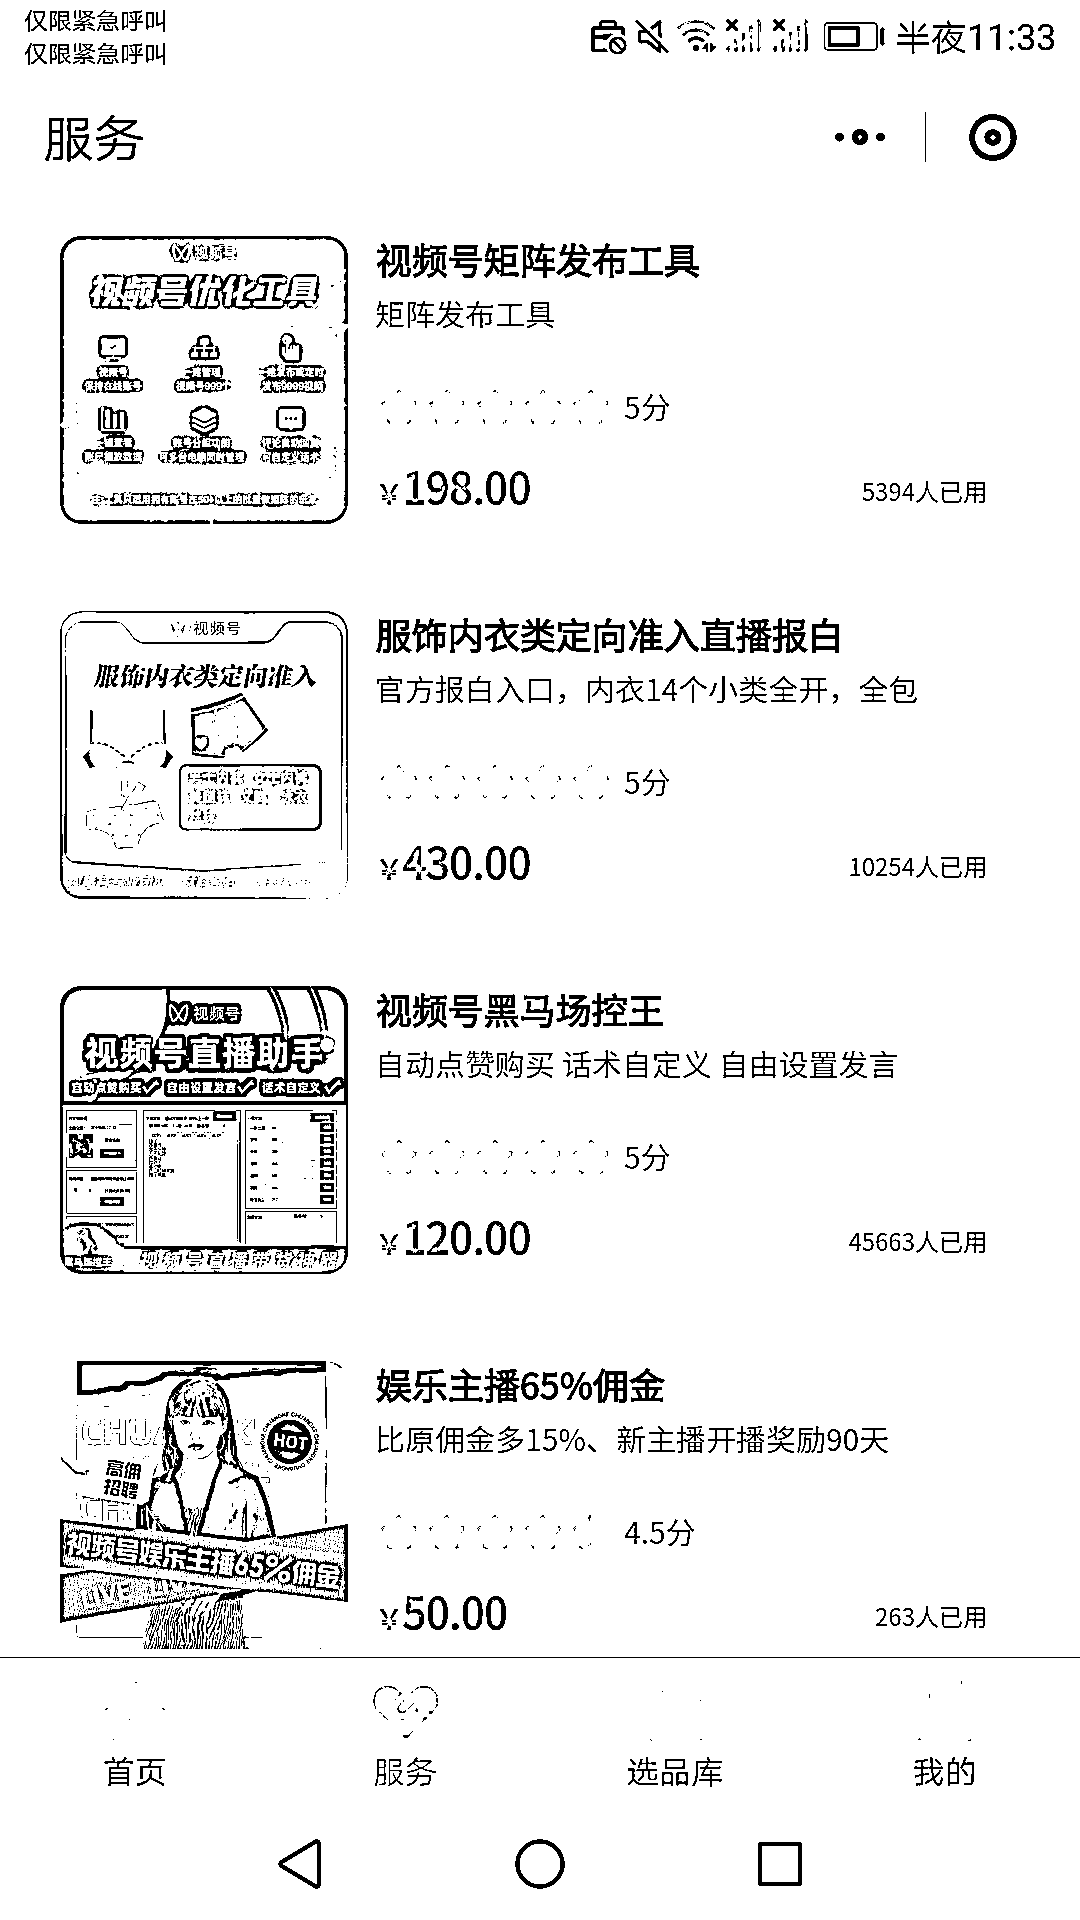 仅限紧急呼叫
仅限紧急呼叫
半夜11:33
服务
视频号
视频号优化工具
视频号矩阵发布工具
矩阵发布工具
5分
¥198.00
5394人已用
视频号
服饰内衣类定向准入
服饰内衣类定向准入直播报白
官方报白入口，内衣14个小类全开，全包
5分
¥430.00
10254人已用
视频号
视频号直播助手
自动点赞购买 自由设置发言 话术自定义
视频号黑马场控王
自动点赞购买 话术自定义 自由设置发言
5分
¥120.00
45663人已用
HOT
高佣
招聘
视频号娱乐主播65%佣金
LIVE
娱乐主播65%佣金
比原佣金多15%、新主播开播奖励90天
4.5分
¥50.00
263人已用
首页
服务
选品库
我的